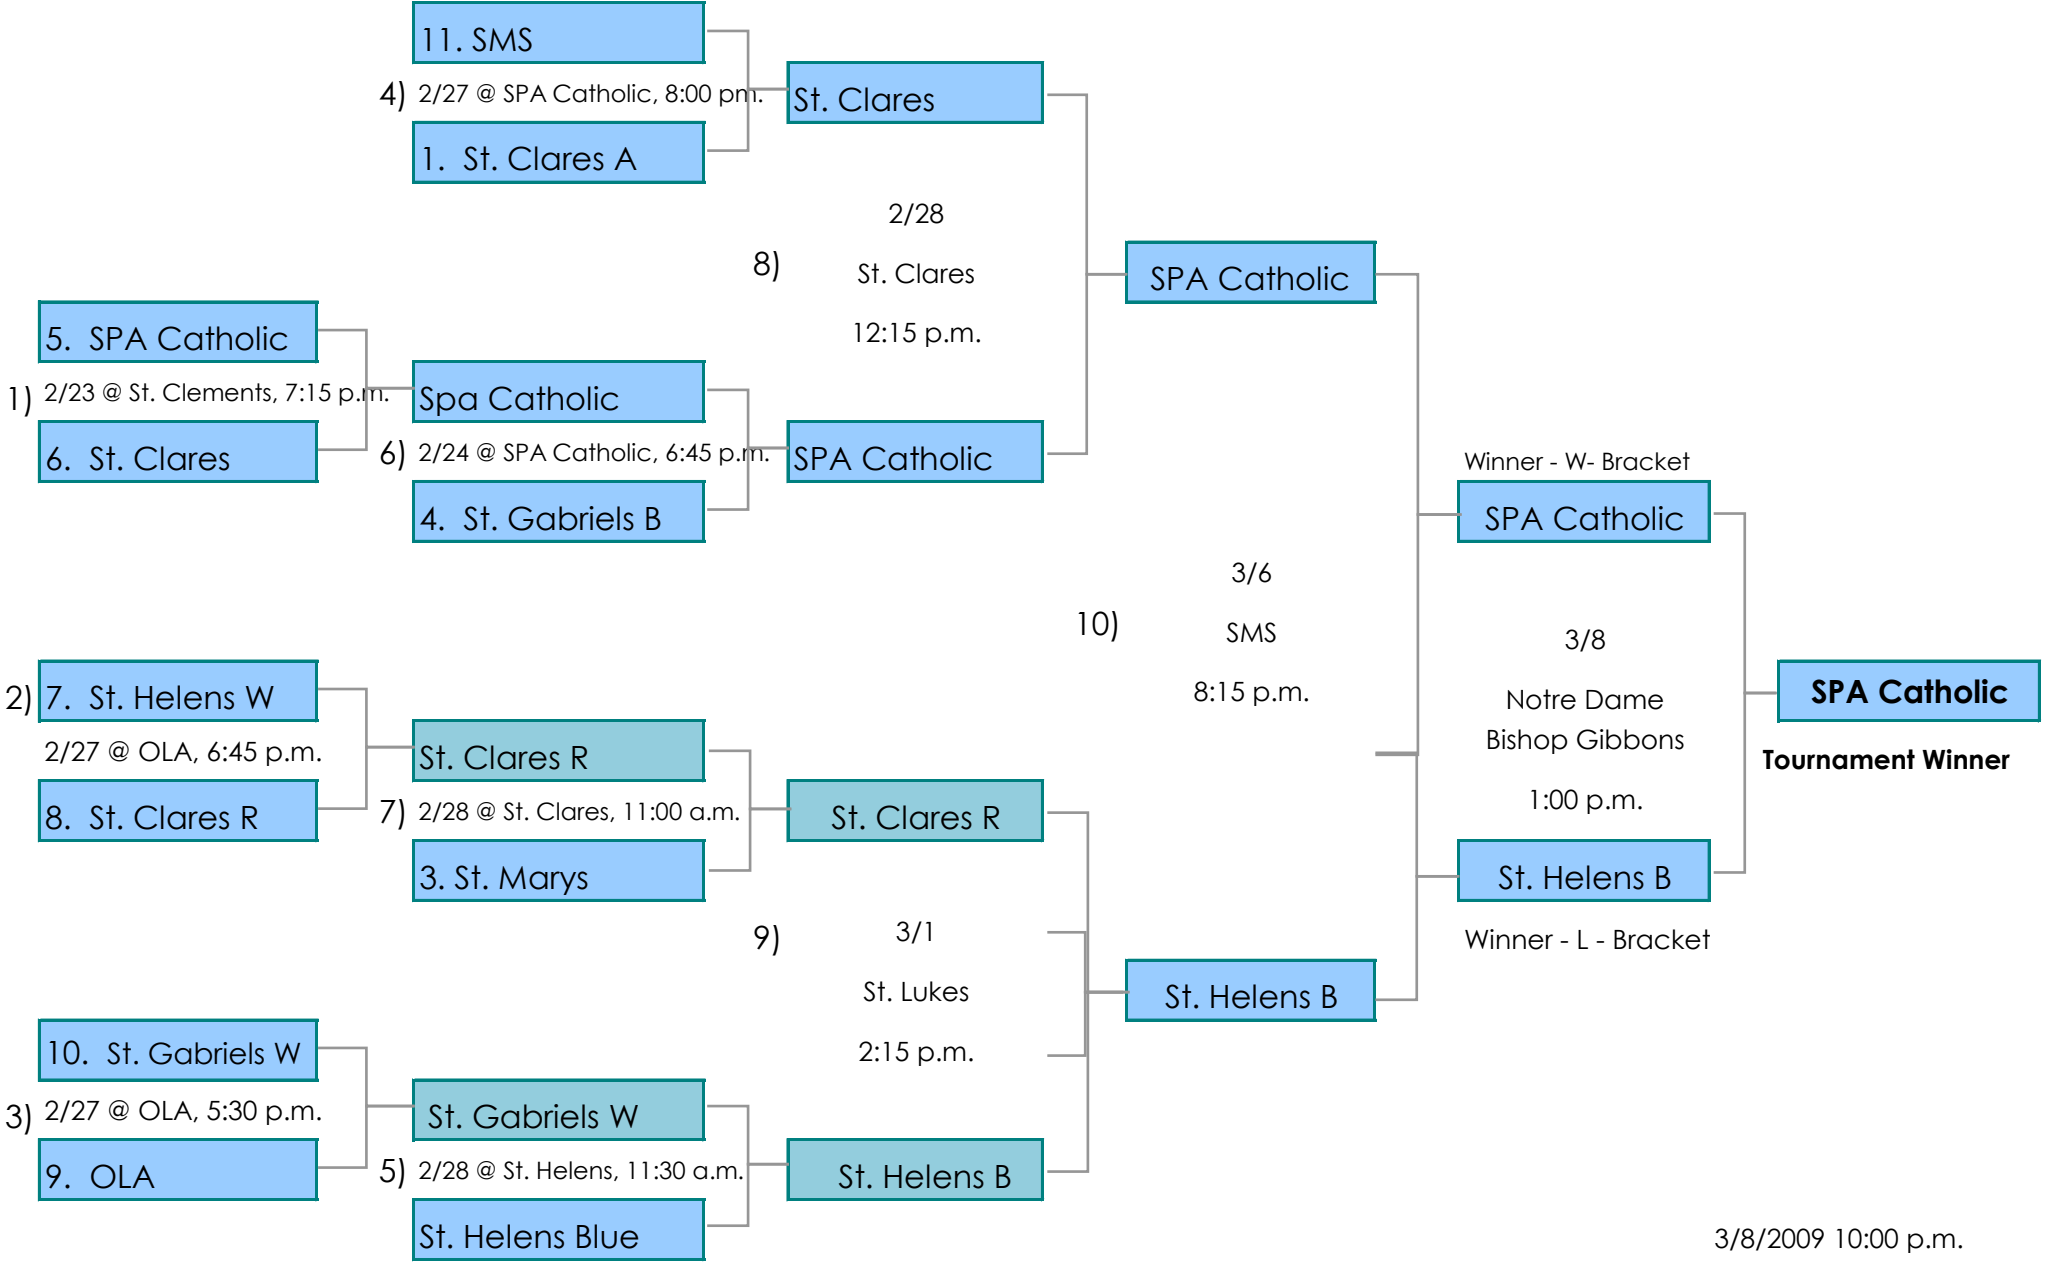 11. SMS
4) 2/27 @ SPA Catholic, 8:00 pm.
St. Clares
1. St. Clares A
2/28
8)
St. Clares
SPA Catholic
12:15 p.m.
5. SPA Catholic
1) 2/23 @ St. Clements, 7:15 p.m.
Spa Catholic
6. St. Clares
6) 2/24 @ SPA Catholic, 6:45 p.m.
SPA Catholic
4. St. Gabriels B
Winner - W- Bracket
SPA Catholic
3/6
10)
SMS
8:15 p.m.
3/8
Notre Dame
Bishop Gibbons
1:00 p.m.
SPA Catholic
Tournament Winner
2) 7. St. Helens W
2/27 @ OLA, 6:45 p.m.
St. Clares R
8. St. Clares R
7) 2/28 @ St. Clares, 11:00 a.m.
St. Clares R
3. St. Marys
St. Helens B
Winner - L - Bracket
3/1
9)
St. Lukes
St. Helens B
2:15 p.m.
10. St. Gabriels W
3) 2/27 @ OLA, 5:30 p.m.
St. Gabriels W
9. OLA
5) 2/28 @ St. Helens, 11:30 a.m.
St. Helens B
St. Helens Blue
3/8/2009 10:00 p.m.